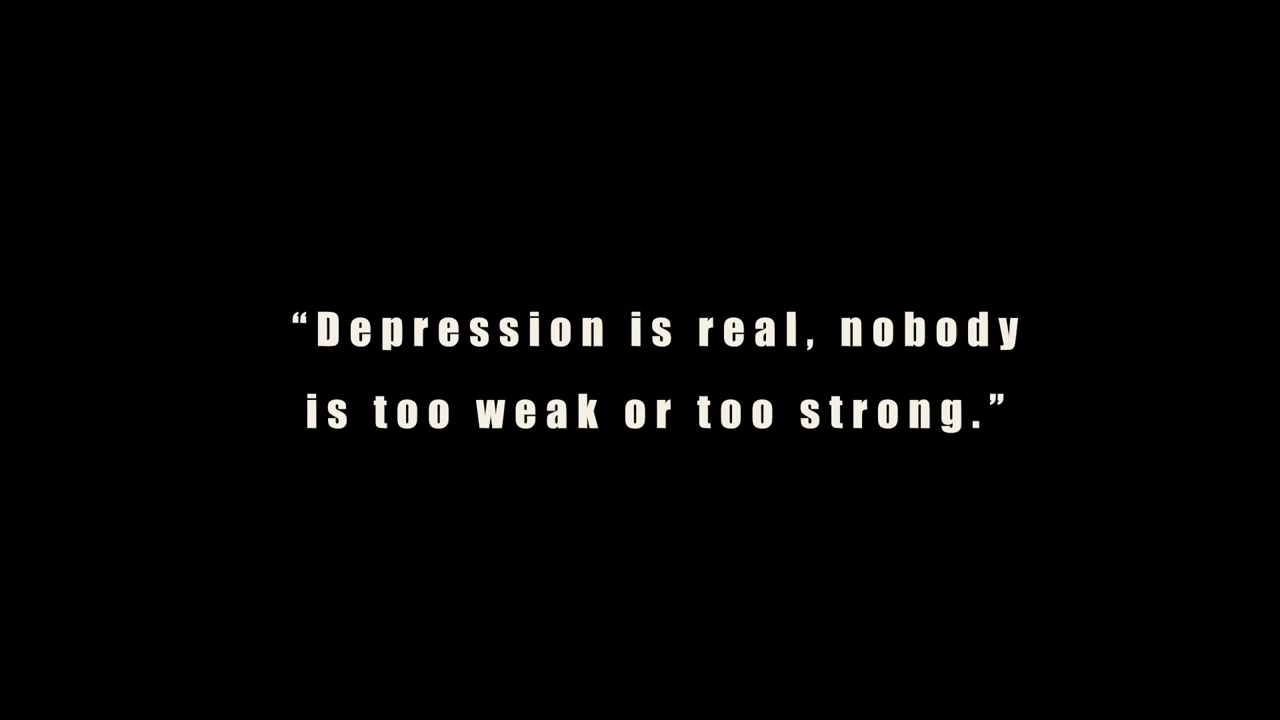 “Depression is real, nobody
is too weak or too strong.”